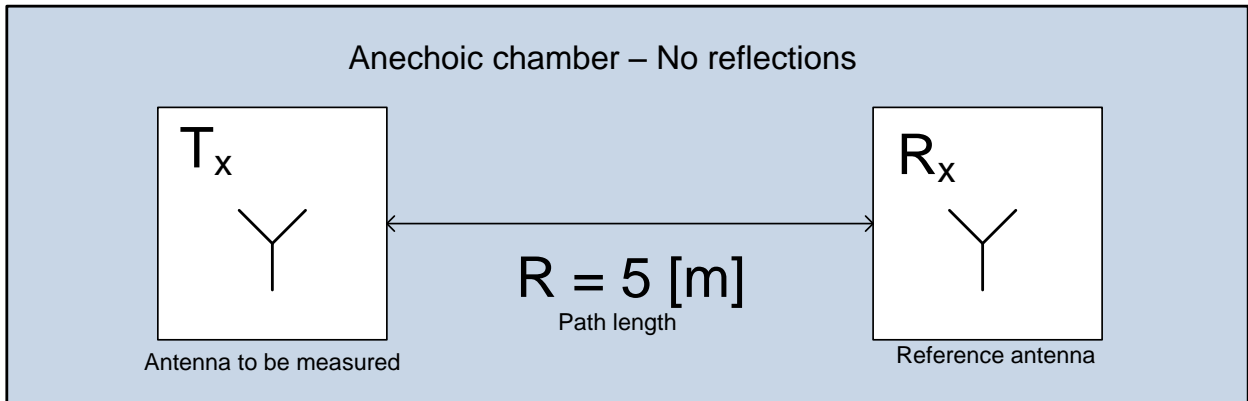 Anechoic chamber – No reflections
Tx
Rx
R = 5 [m]
Path length
Antenna to be measured
Reference antenna